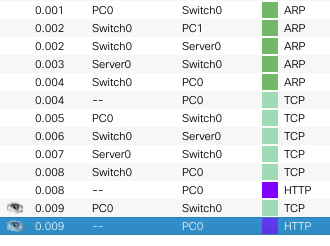 0.001 PC0 Switch0 ARP
0.002 Switch0 PC1 ARP
0.002 Switch0 Server0 ARP
0.003 Server0 Switch0 ARP
0.004 Switch0 PC0 ARP
0.004 -- PC0 TCP
0.005 PC0 Switch0 TCP
0.006 Switch0 Server0 TCP
0.007 Server0 Switch0 TCP
0.008 Switch0 PC0 TCP
0.008 -- PC0 HTTP
0.009 PC0 Switch0 TCP
0.009 -- PC0 HTTP